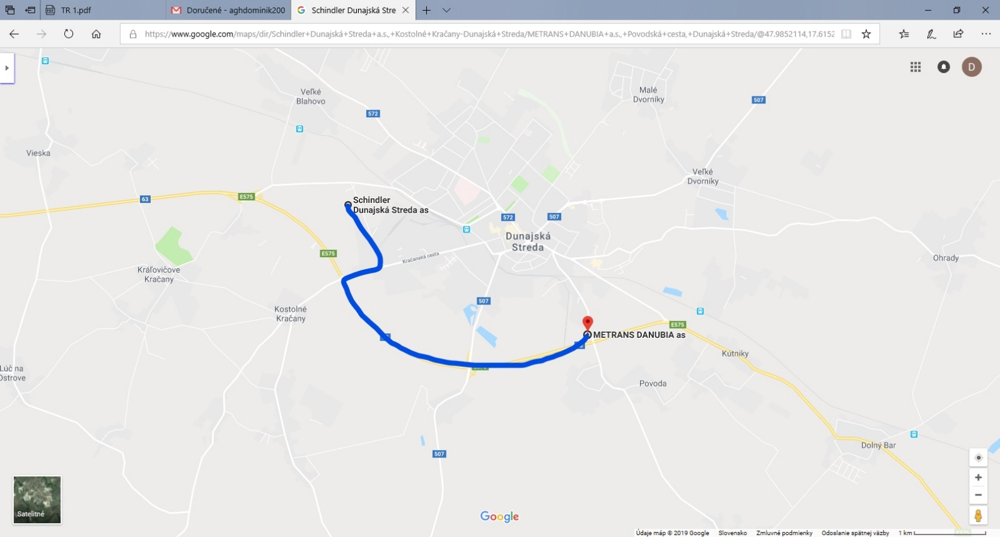 TR 1.pdf
Doručené - aghdominik200
Schindler Dunajská Stre
https://www.google.com/maps/dir/Schindler+Dunajská+Streda+a.s.,+Kostolné+Kračany-Dunajská+Streda/METRANS+DANUBIA+a.s.,+Povodská+cesta,+Dunajská+Streda/@47.9852114,17.6152
D
Veľké
Blahovo
Malé
Dvorníky
507
572
Vieska
Veľké
Dvorníky
63
E575
Schindler
Dunajská Streda as
572
507
Dunajská
Streda
E575
Kračanská cesta
Ohrady
Kráľovičove
Kračany
507
Kostolné
Kračany
E575
METRANS DANUBIA as
Kútniky
Lúč na
Ostrove
Povoda
507
Dolný Bar
Satelitné
Google
Údaje máp © 2019 Google
Slovensko
Zmluvné podmienky
Odoslanie spätnej väzby
1 km